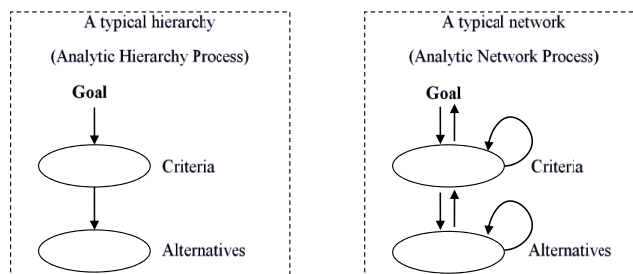 A typical hierarchy
(Analytic Hierarchy Process)
Goal
Criteria
Alternatives
A typical network
(Analytic Network Process)
Goal
Criteria
Alternatives